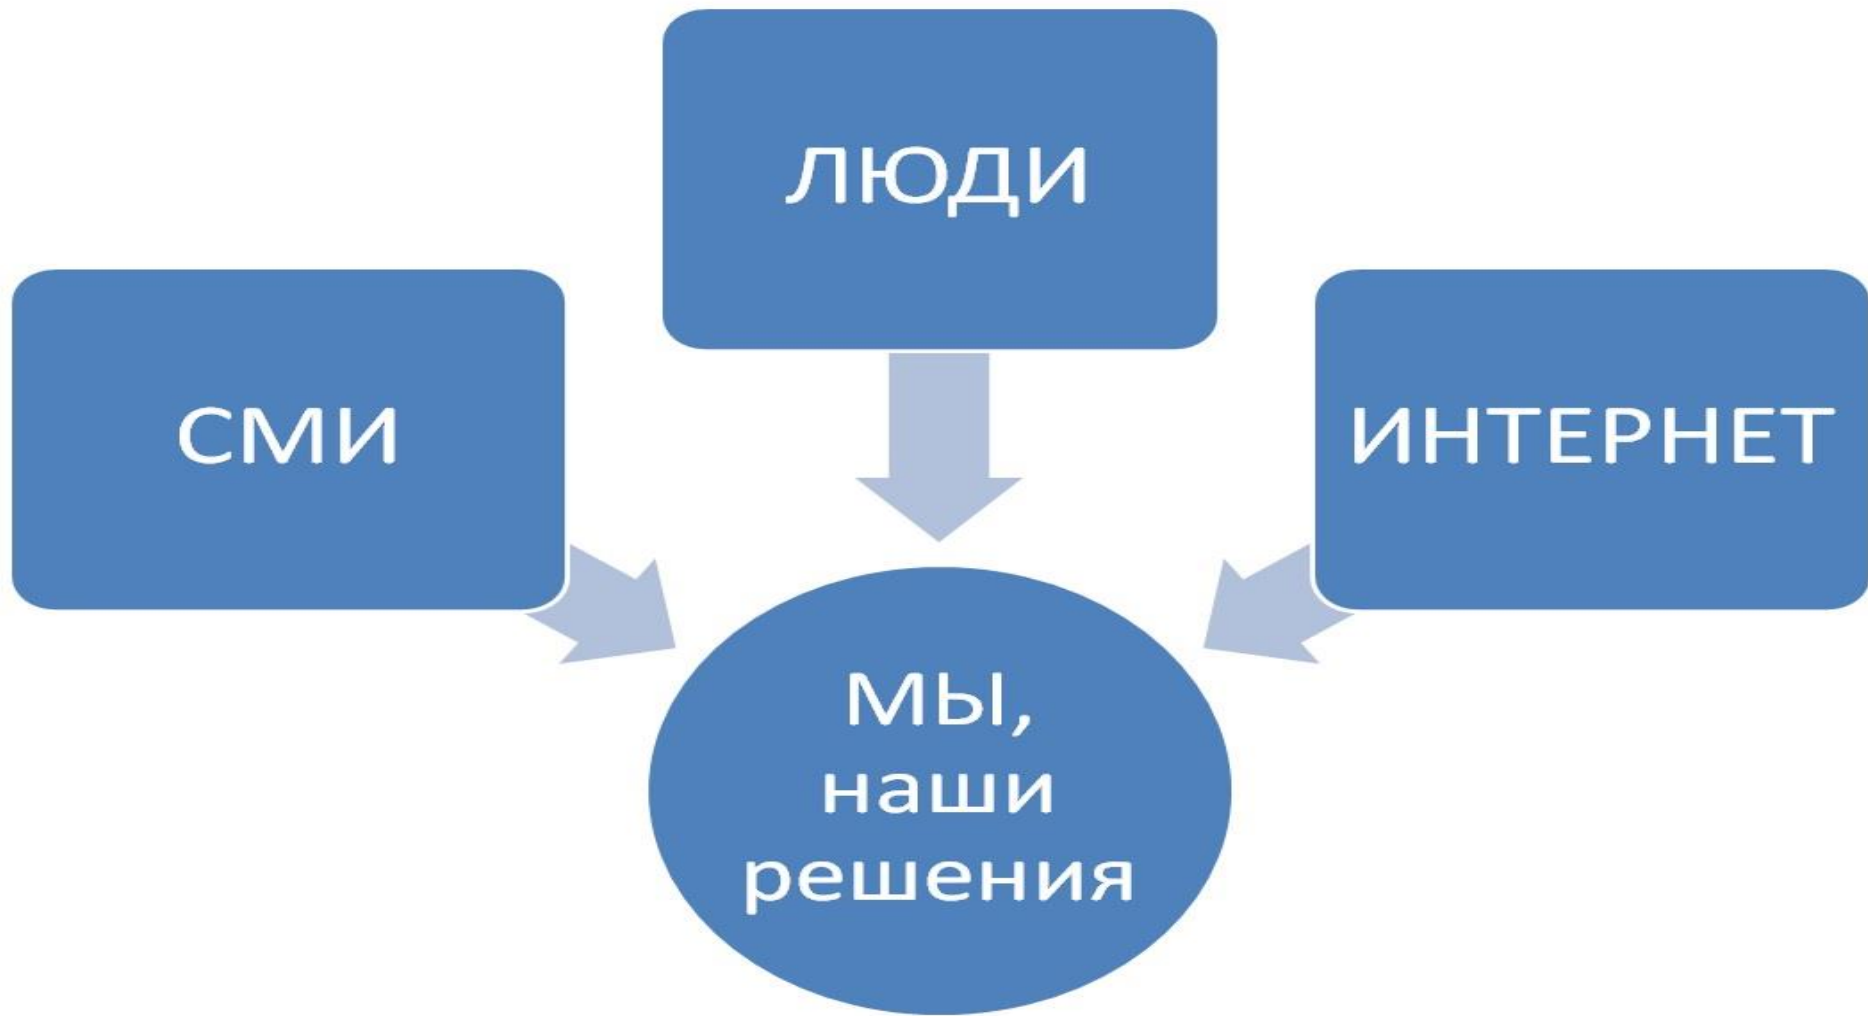 ЛЮДИ
СМИ
ИНТЕРНЕТ
МЫ,
наши
решения